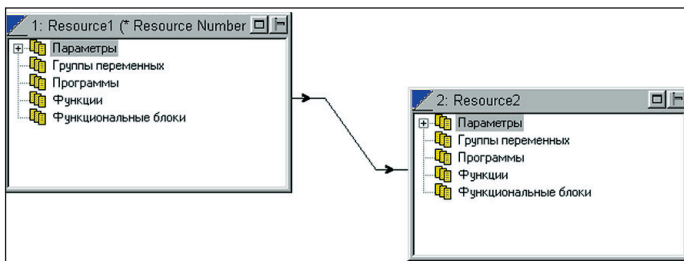 1: Resource1 (* Resource Number
Параметры
Группы переменных
Программы
Функции
Функциональные блоки
2: Resource2
Параметры
Группы переменных
Программы
Функции
Функциональные блоки